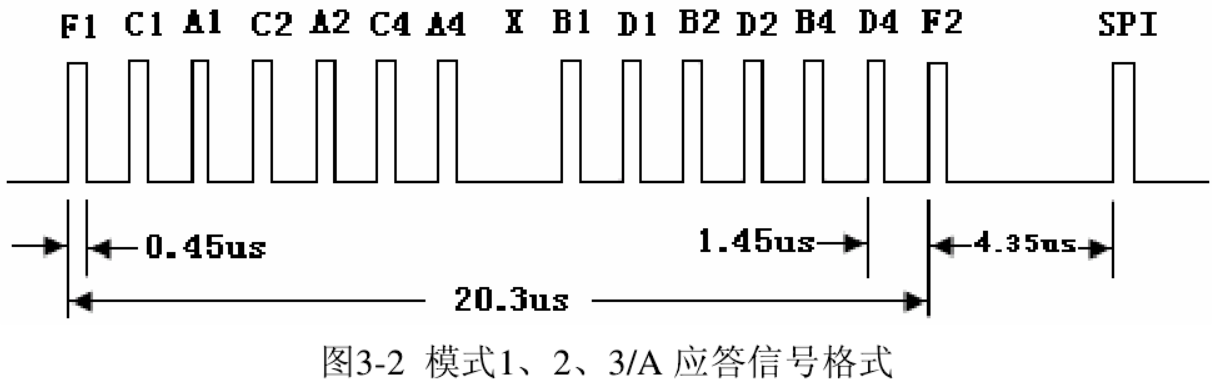 F1 C1 A1 C2 A2 C4 A4 X B1 D1 B2 D2 B4 D4 F2 SPI
0.45us 1.45us 4.35us
20.3us
图3-2 模式1、2、3/A 应答信号格式